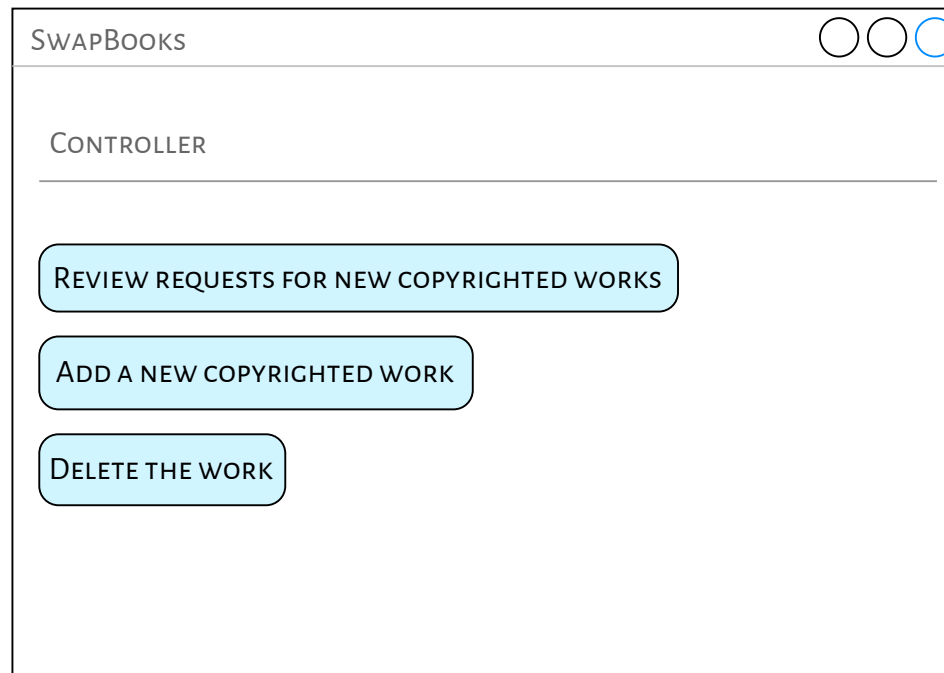 SwapBooks
Controller
Review requests for new copyrighted works
Add a new copyrighted work
Delete the work